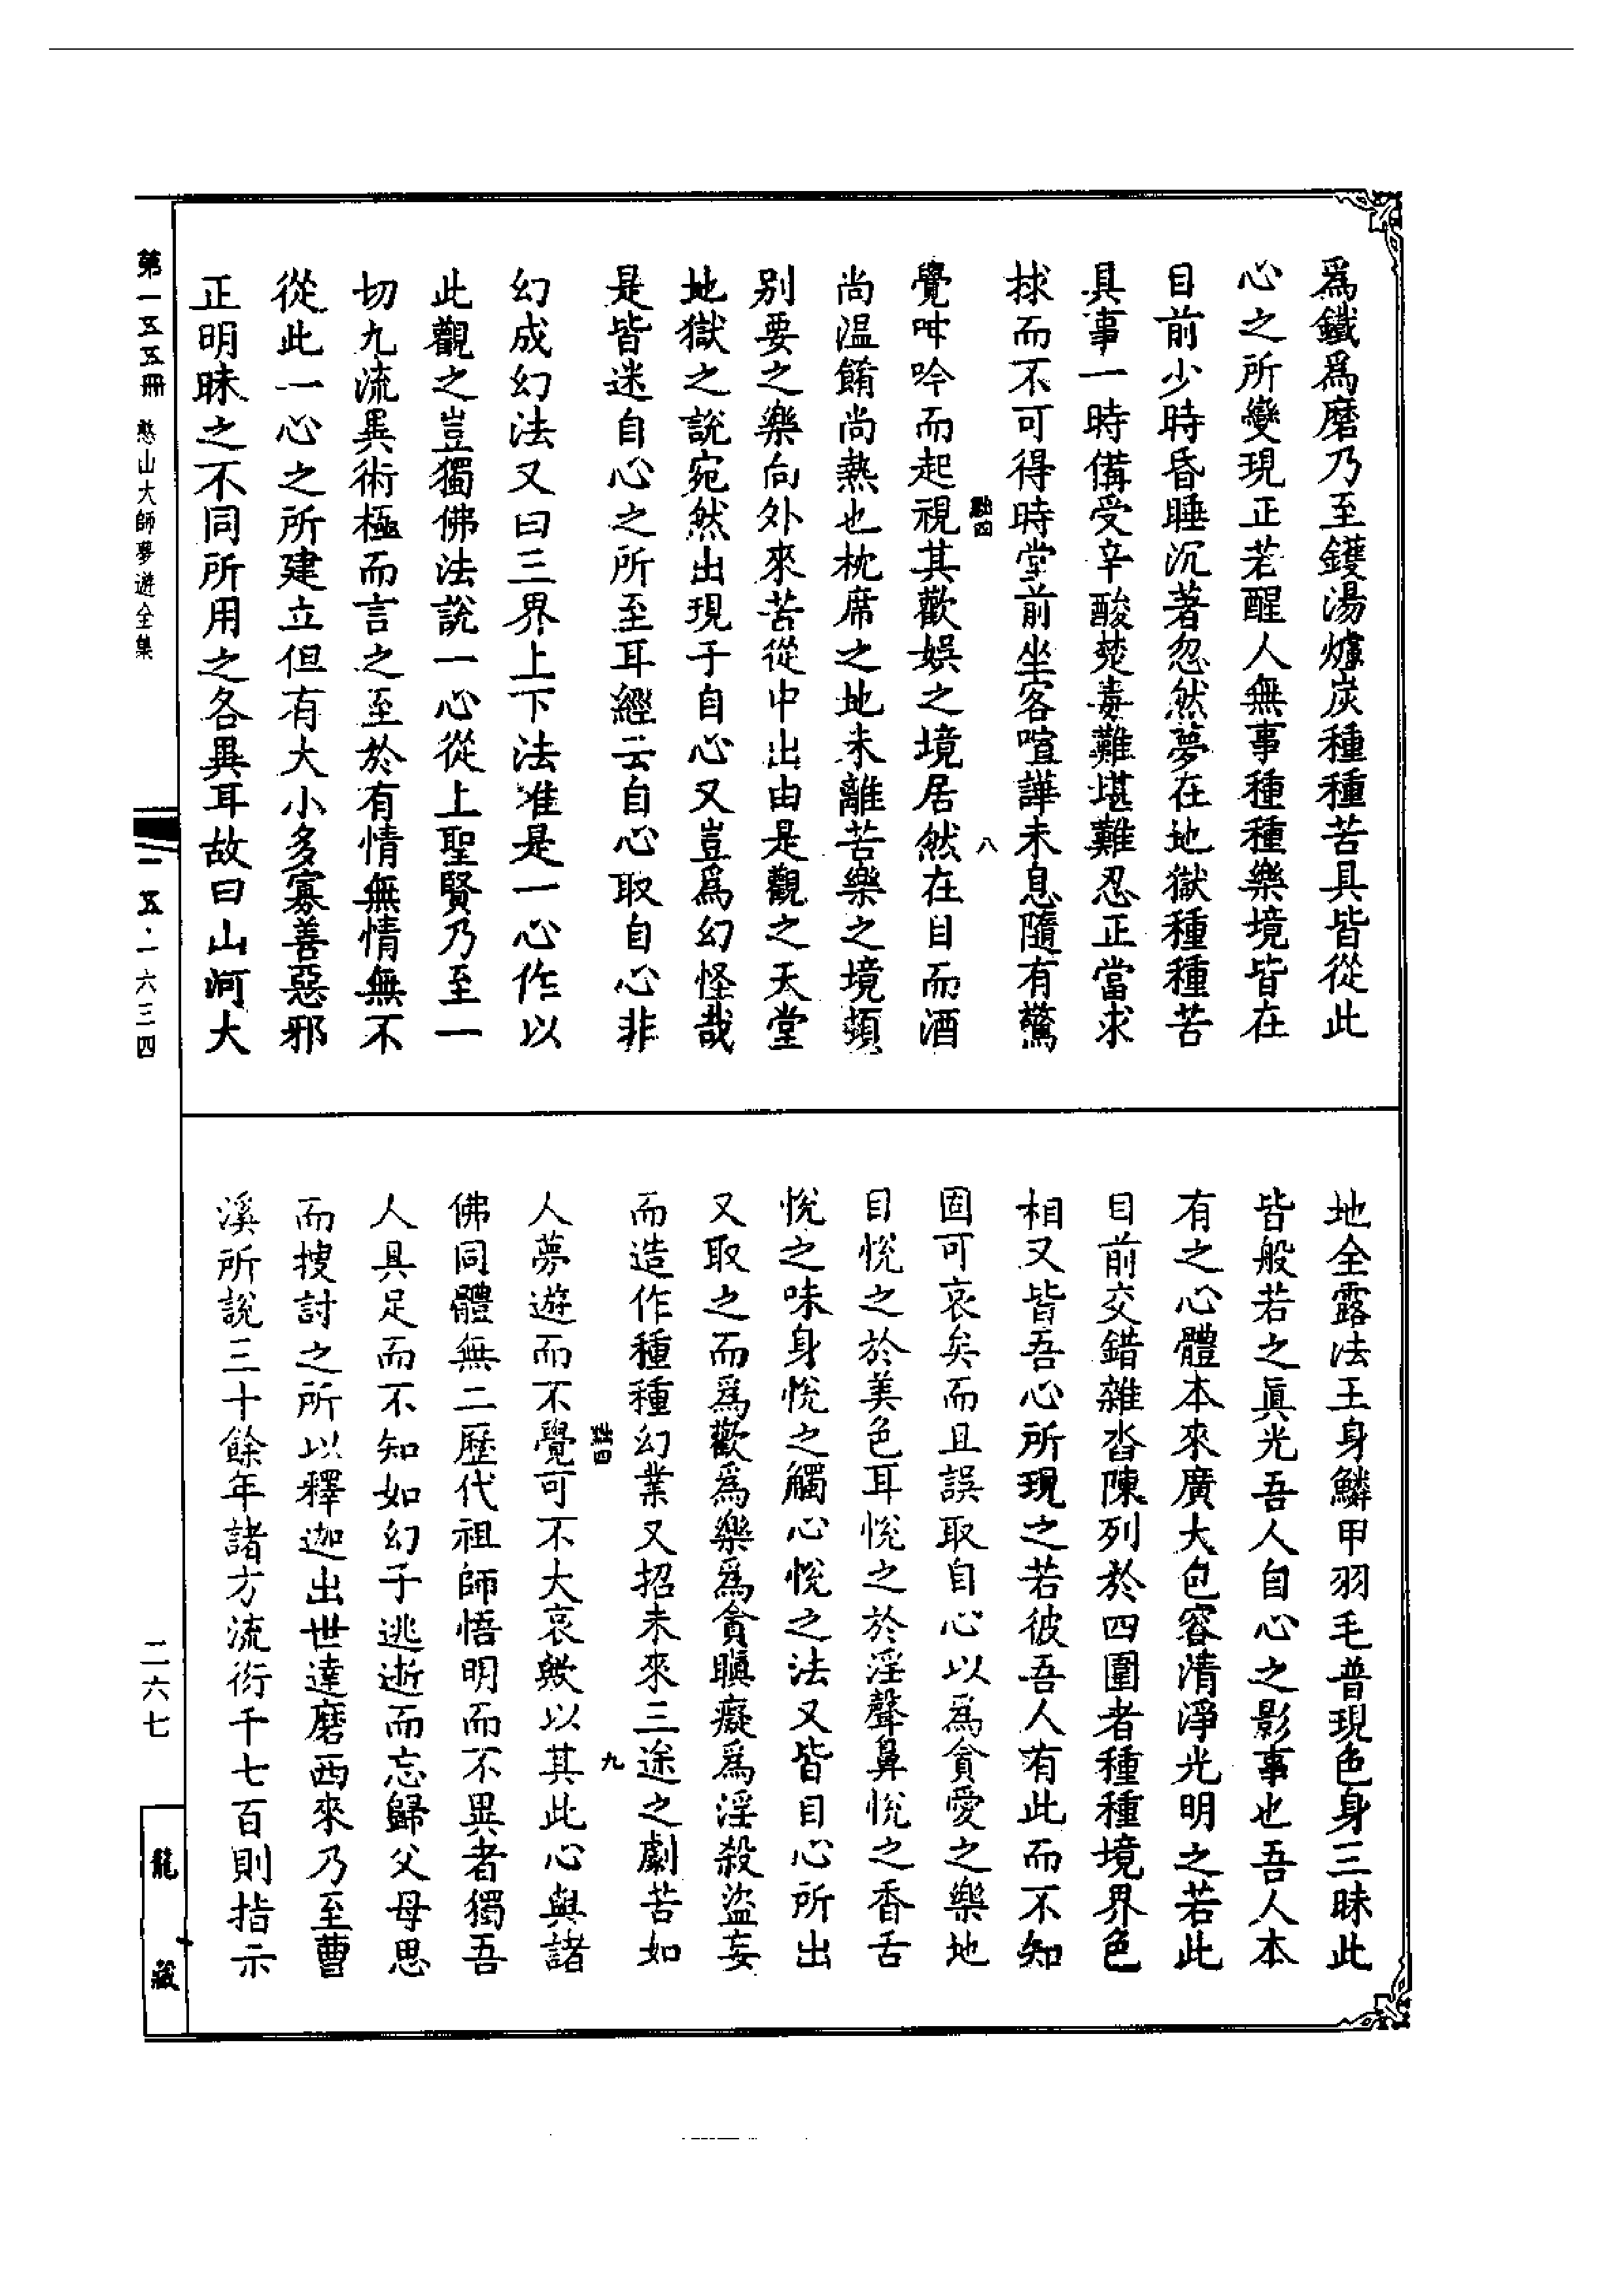 爲鐵爲磨乃至鑊湯爐炭種種苦具皆從此
心之所變現正若醒人無事種種樂境皆在
目前少時昏睡沉著忽然夢在地獄種種苦
具事一時備受辛酸楚毒難堪難忍正當求
救而不可得時堂前坐客喧譁未息隨有驚
覺呻吟而起視其歡娛之境居然在目而酒
尚温餚尚熱也枕席之地未離苦樂之境頓
别要之樂向外來苦從中出由是觀之天堂
地獄之說宛然出現于自心又豈爲幻怪哉
是皆迷自心之所至耳經云自心取自心非
幻成幻法又曰三界上下法准是一心作以
此觀之豈獨佛法說一心從上聖賢乃至一
切九流異術極而言之至於有情無情無不
從此一心之所建立但有大小多寡善惡邪
正明昧之不同所用之各異耳故曰山河大
八
地全露法王身鱗甲羽毛普現色身三昧此
皆般若之眞光吾人自心之影事也吾人本
有之心體本來廣大包容清淨光明之若此
目前交錯雜沓陳列於四圍者種種境界色
相又皆吾心所現之若彼吾人有此而不知
固可哀矣而且誤取自心以爲貪愛之樂地
目悅之於美色耳悅之於淫聲鼻悅之香舌
悅之味身悅之觸心悅之法又皆自心所出
又取之而爲歡爲樂爲貪瞋癡爲淫殺盜妄
而造作種種幻業又招未來三途之劇苦如
人夢遊而不覺可不大哀歟以其此心與諸
佛同體無二歷代祖師悟明而不異者獨吾
人具足而不知如幻子逃逝而忘歸父母思
而搜討之所以釋迦出世達磨西來乃至曹
溪所說三十餘年諸方流衍千七百則指示
九
第一五五冊 憨山大師夢遊全集
一五·一六三四
二六七
龍藏